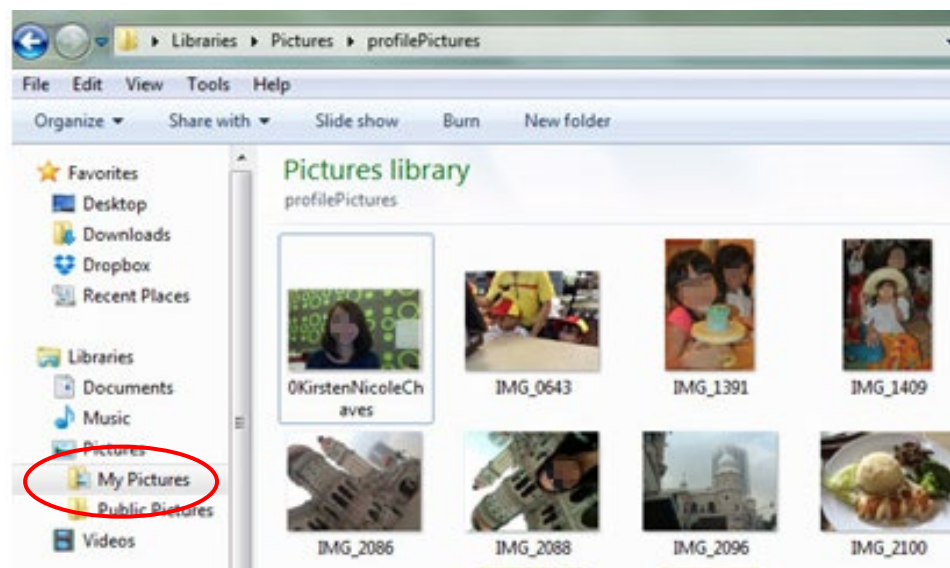 Libraries Pictures profilePictures
File Edit View Tools Help
Organize Share with Slide show Burn New folder
Favorites
Desktop
Downloads
Dropbox
Recent Places
Libraries
Documents
Music
Pictures
My Pictures
Public Pictures
Videos
Pictures library
profilePictures
0KirstenNicoleCh
aves
IMG_0643
IMG_1391
IMG_1409
IMG_2086
IMG_2088
IMG_2096
IMG_2100